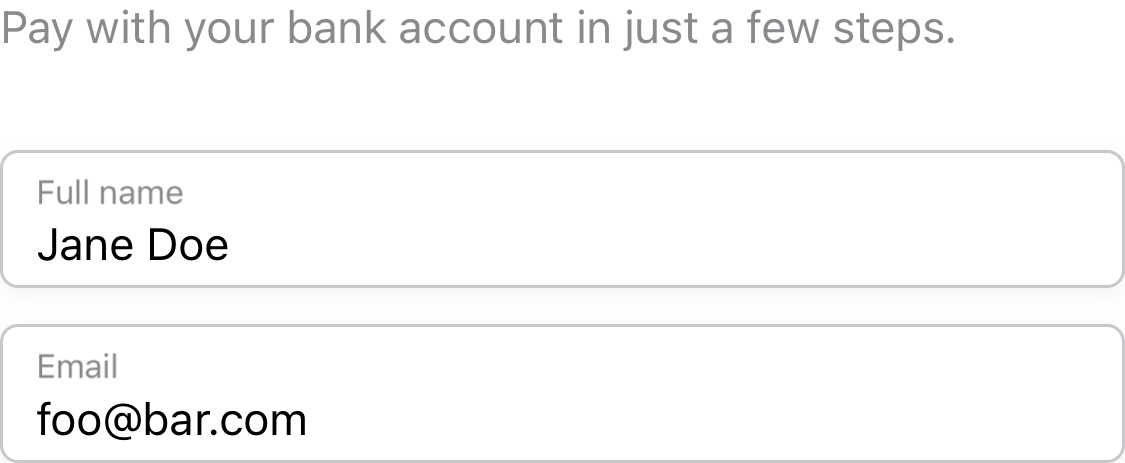 Pay with your bank account in just a few steps.
Full name
Jane Doe
Email
foo@bar.com